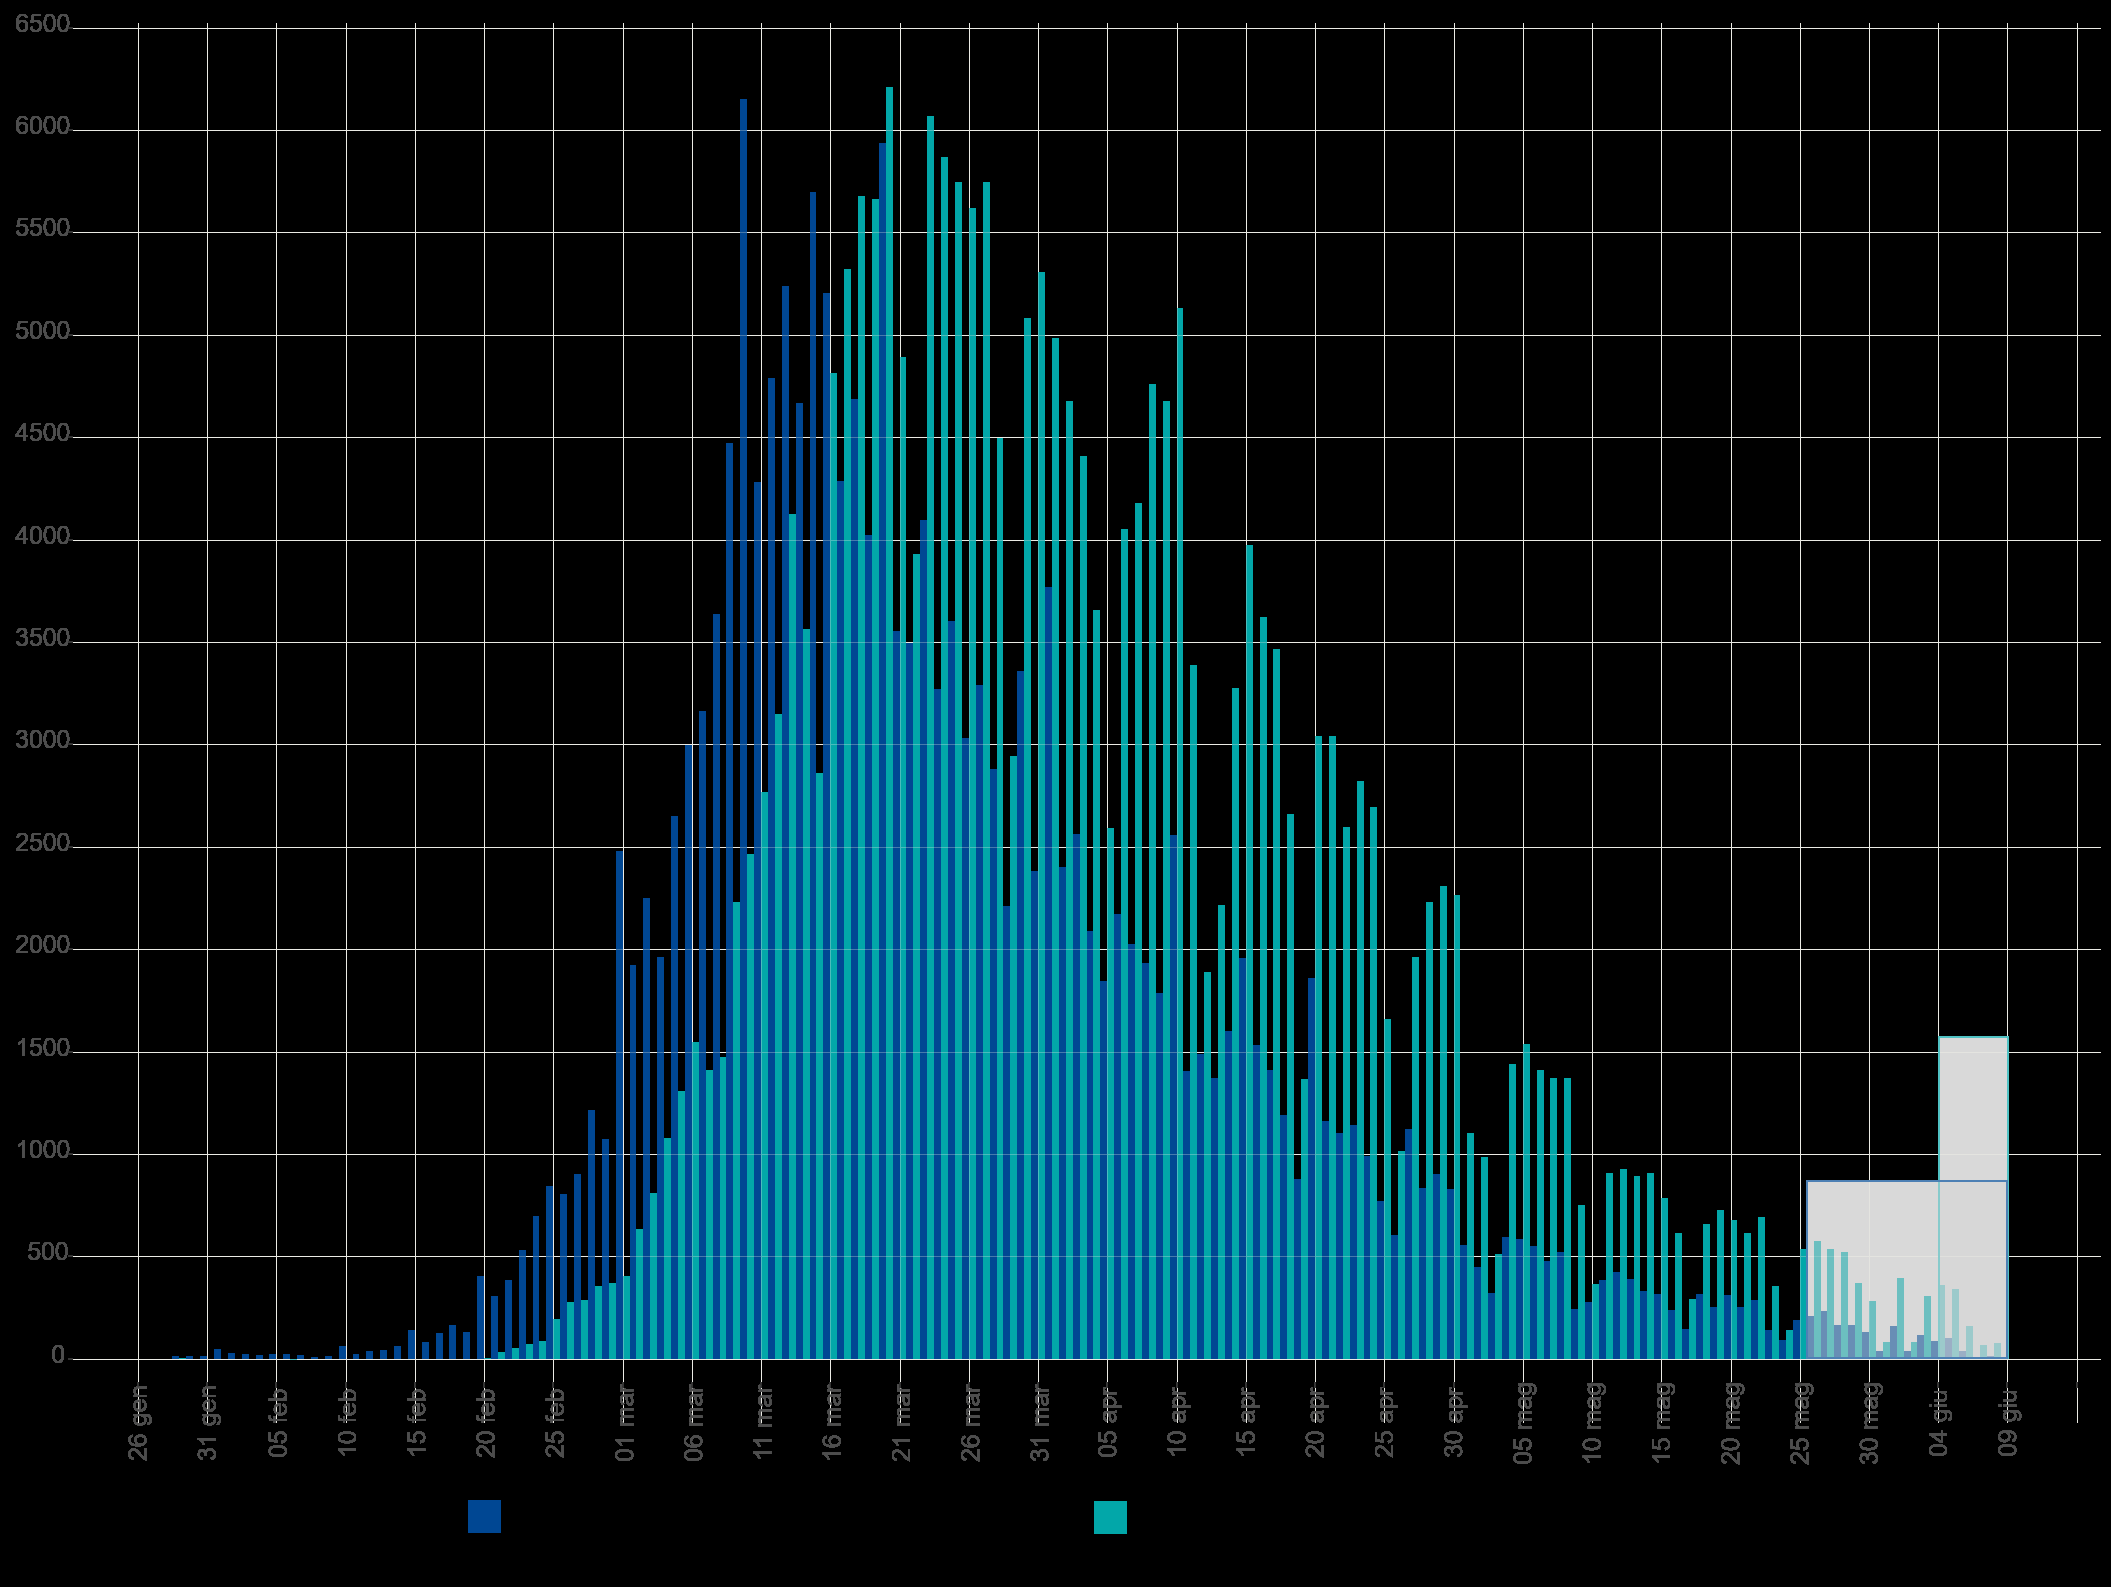 6500
6000
5500
5000
4500
4000
3500
3000
2500
2000
1500
1000
500
0
26 gen
31 gen
05 feb
10 feb
15 feb
20 feb
25 feb
01 mar
06 mar
11 mar
16 mar
21 mar
26 mar
31 mar
05 apr
10 apr
15 apr
20 apr
25 apr
30 apr
05 mag
10 mag
15 mag
20 mag
25 mag
30 mag
04 giu
09 giu